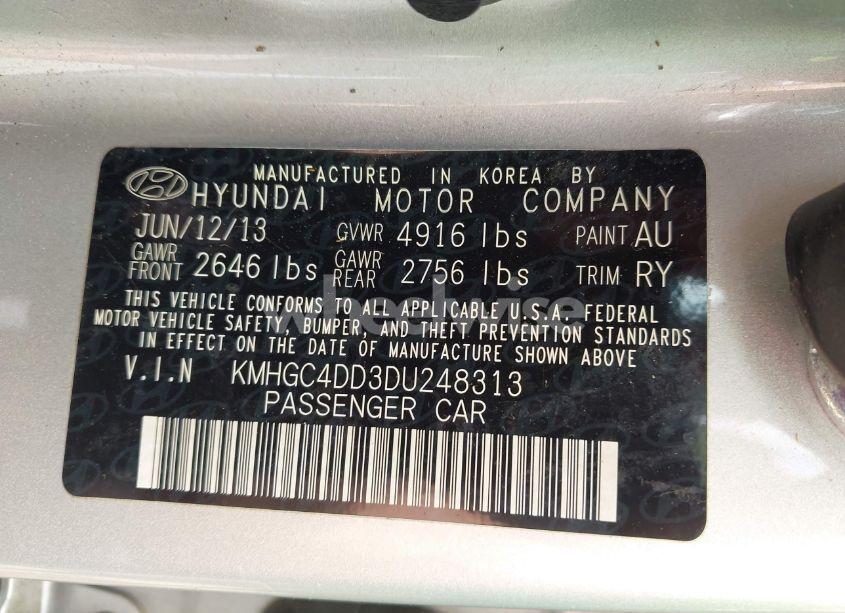 MANUFACTURED IN KOREA BY
HYUNDAI MOTOR COMPANY
JUN/12/13 GVWR 4916 lbs PAINT AU
GAWR FRONT 2646 lbs GAWR REAR 2756 lbs TRIM RY
THIS VEHICLE CONFORMS TO ALL APPLICABLE U.S.A. FEDERAL
MOTOR VEHICLE SAFETY, BUMPER, AND THEFT PREVENTION STANDARDS
IN EFFECT ON THE DATE OF MANUFACTURE SHOWN ABOVE
V.I.N KMHGC4DD3DU248313
PASSENGER CAR
wheelwise